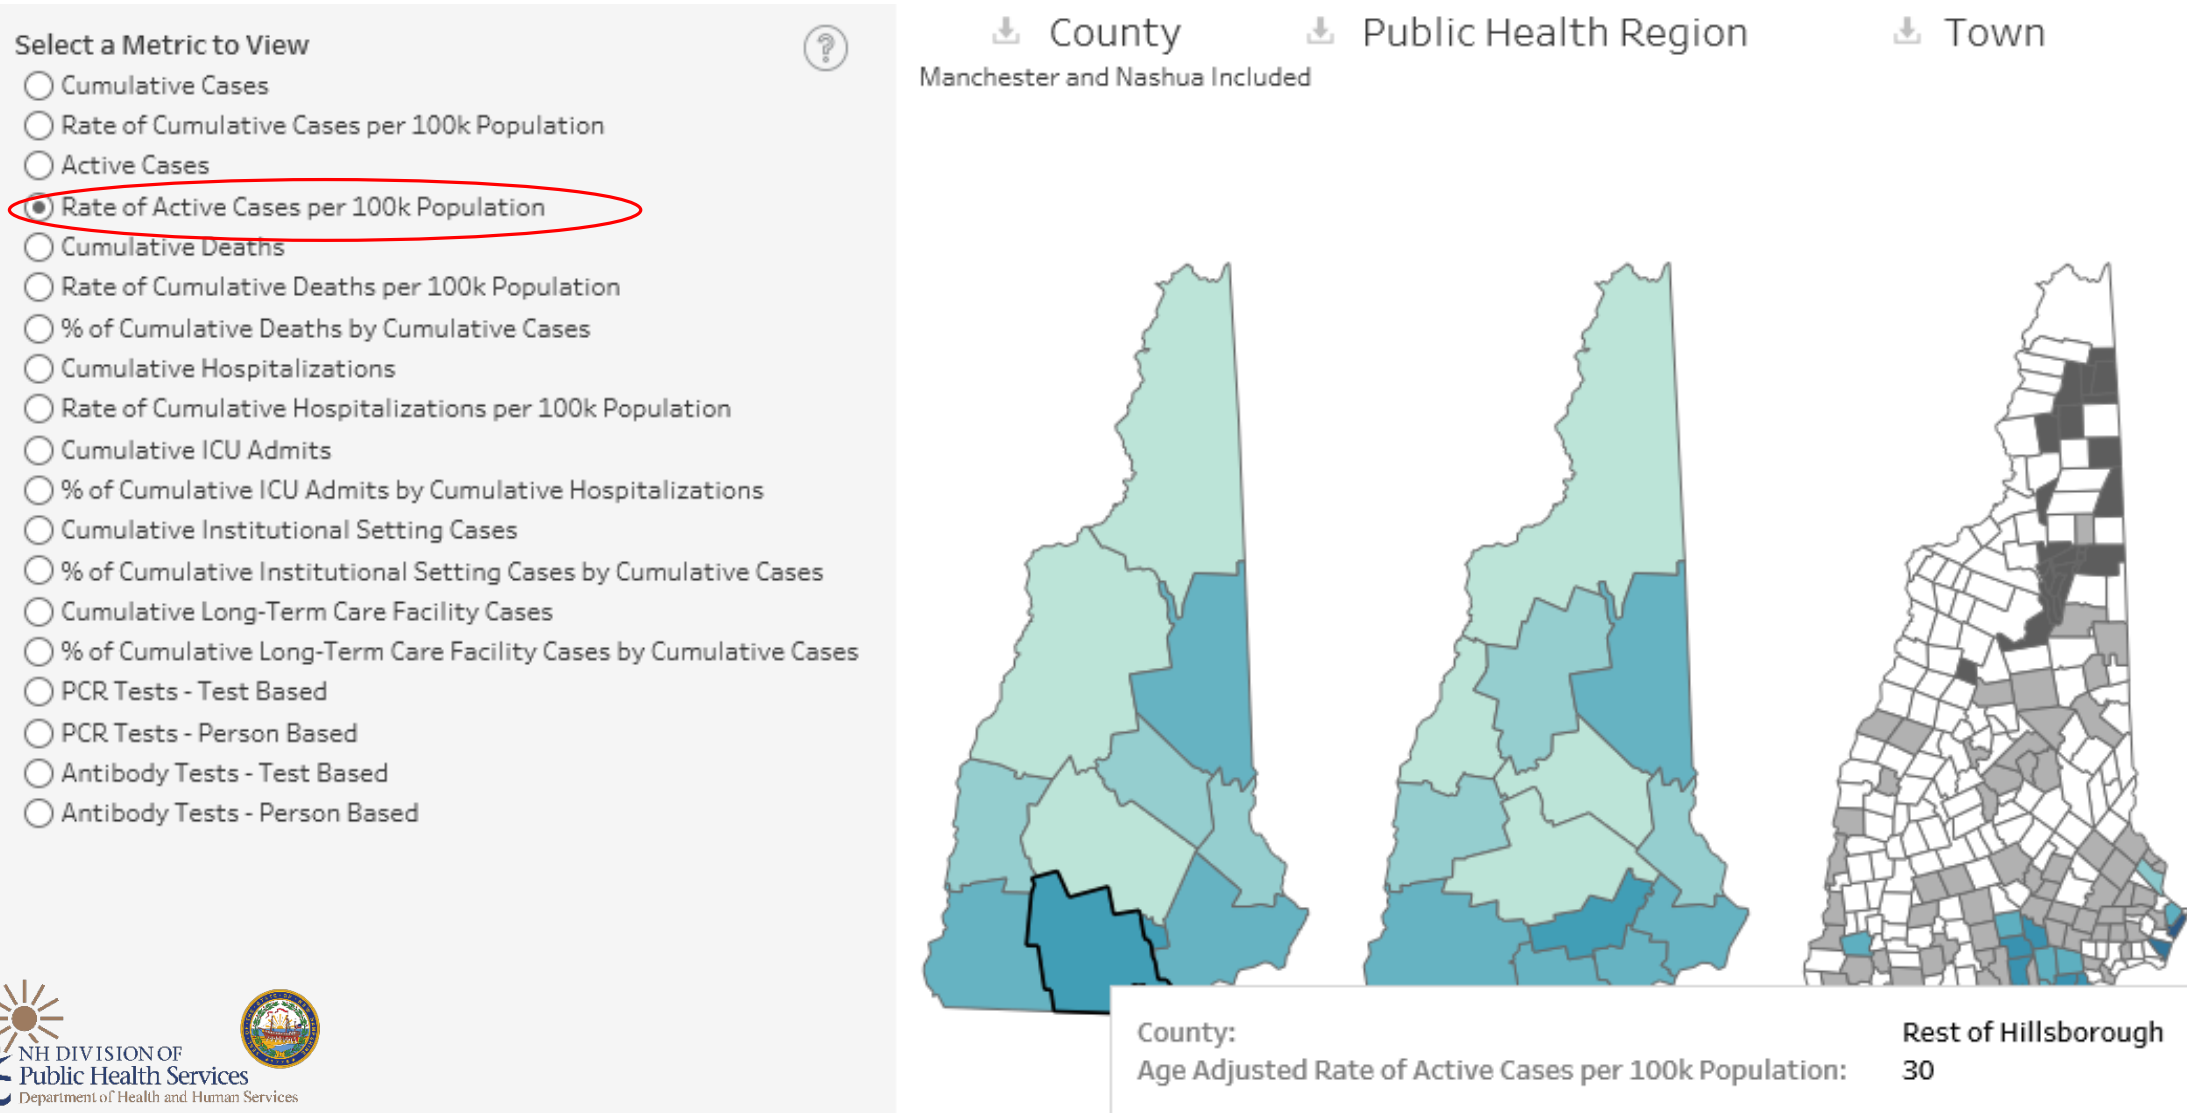 Select a Metric to View
?
Cumulative Cases
Rate of Cumulative Cases per 100k Population
Active Cases
Rate of Active Cases per 100k Population
Cumulative Deaths
Rate of Cumulative Deaths per 100k Population
% of Cumulative Deaths by Cumulative Cases
Cumulative Hospitalizations
Rate of Cumulative Hospitalizations per 100k Population
Cumulative ICU Admits
% of Cumulative ICU Admits by Cumulative Hospitalizations
Cumulative Institutional Setting Cases
% of Cumulative Institutional Setting Cases by Cumulative Cases
Cumulative Long-Term Care Facility Cases
% of Cumulative Long-Term Care Facility Cases by Cumulative Cases
PCR Tests - Test Based
PCR Tests - Person Based
Antibody Tests - Test Based
Antibody Tests - Person Based
NH DIVISION OF
Public Health Services
Department of Health and Human Services
County
Public Health Region
Town
Manchester and Nashua Included
County: Rest of Hillsborough
Age Adjusted Rate of Active Cases per 100k Population: 30